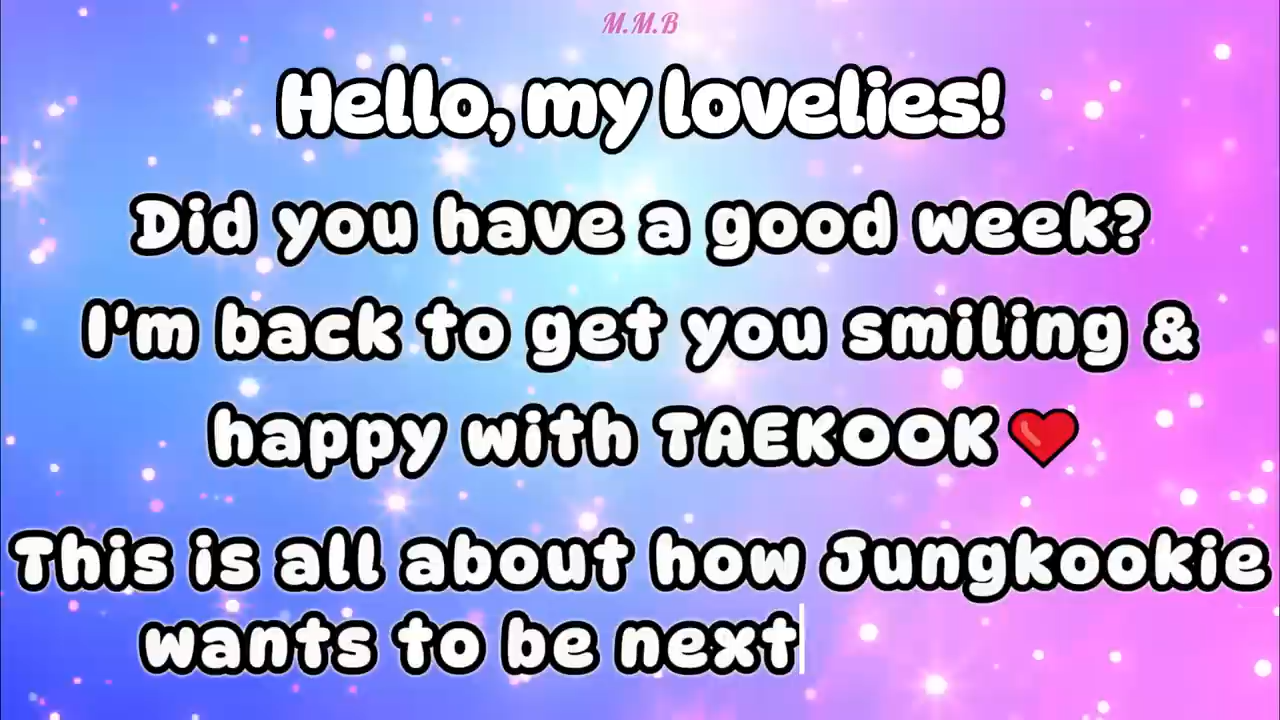 M.M.B
Hello, my lovelies!
Did you have a good week?
I'm back to get you smiling &
happy with TAEKOOK ❤️
This is all about how Jungkookie
wants to be next